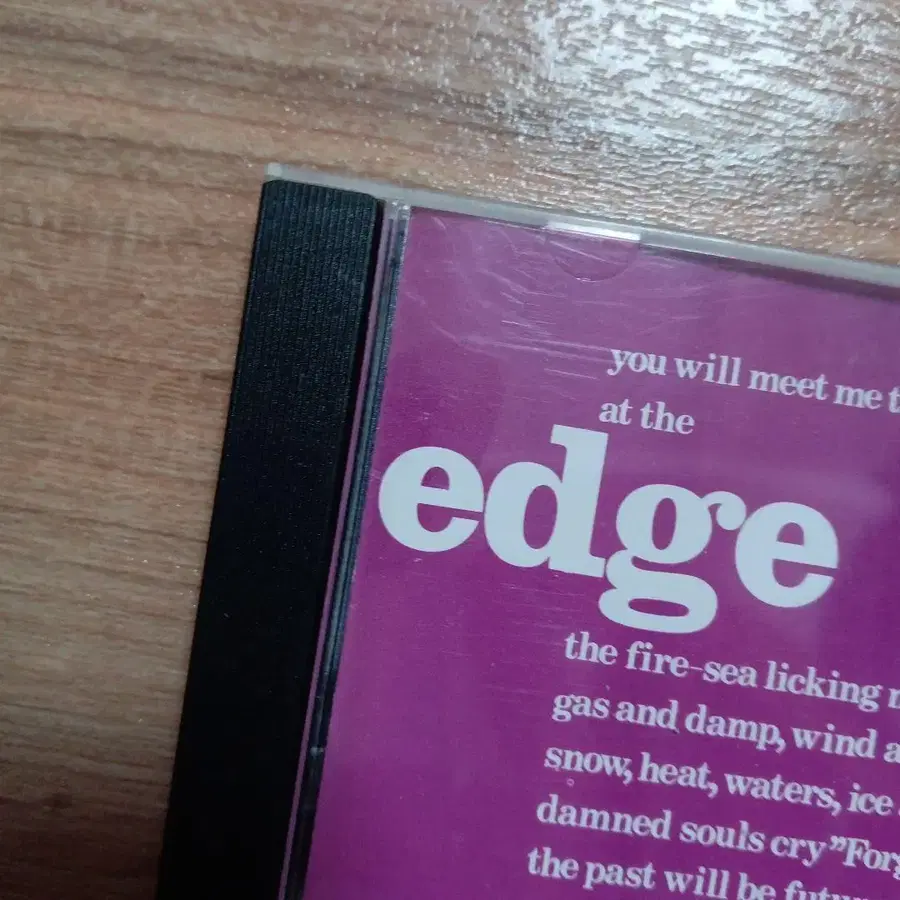 you will meet me
at the
edge
the fire-sea licking
gas and damp, wind
snow, heat, waters, ice
damned souls cry "Forg
the past will be